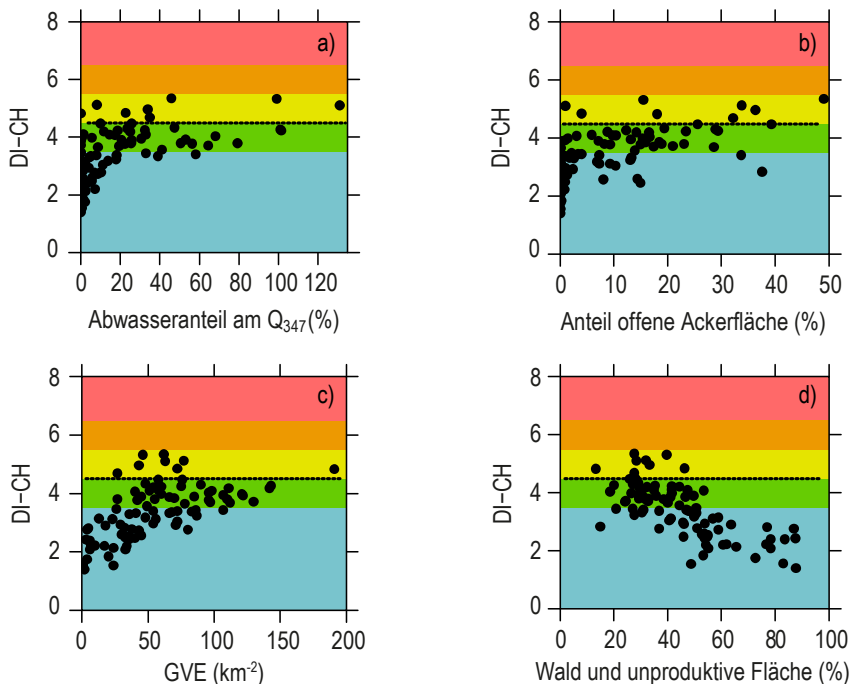 8
6
4
2
0
DI–CH
a)
0 20 40 60 80 100 120
Abwasseranteil am Q347 (%)
8
6
4
2
0
DI–CH
b)
0 10 20 30 40 50
Anteil offene Ackerfläche (%)
8
6
4
2
0
DI–CH
c)
0 50 100 150 200
GVE (km-2)
8
6
4
2
0
DI–CH
d)
0 20 40 60 80 100
Wald und unproduktive Fläche (%)